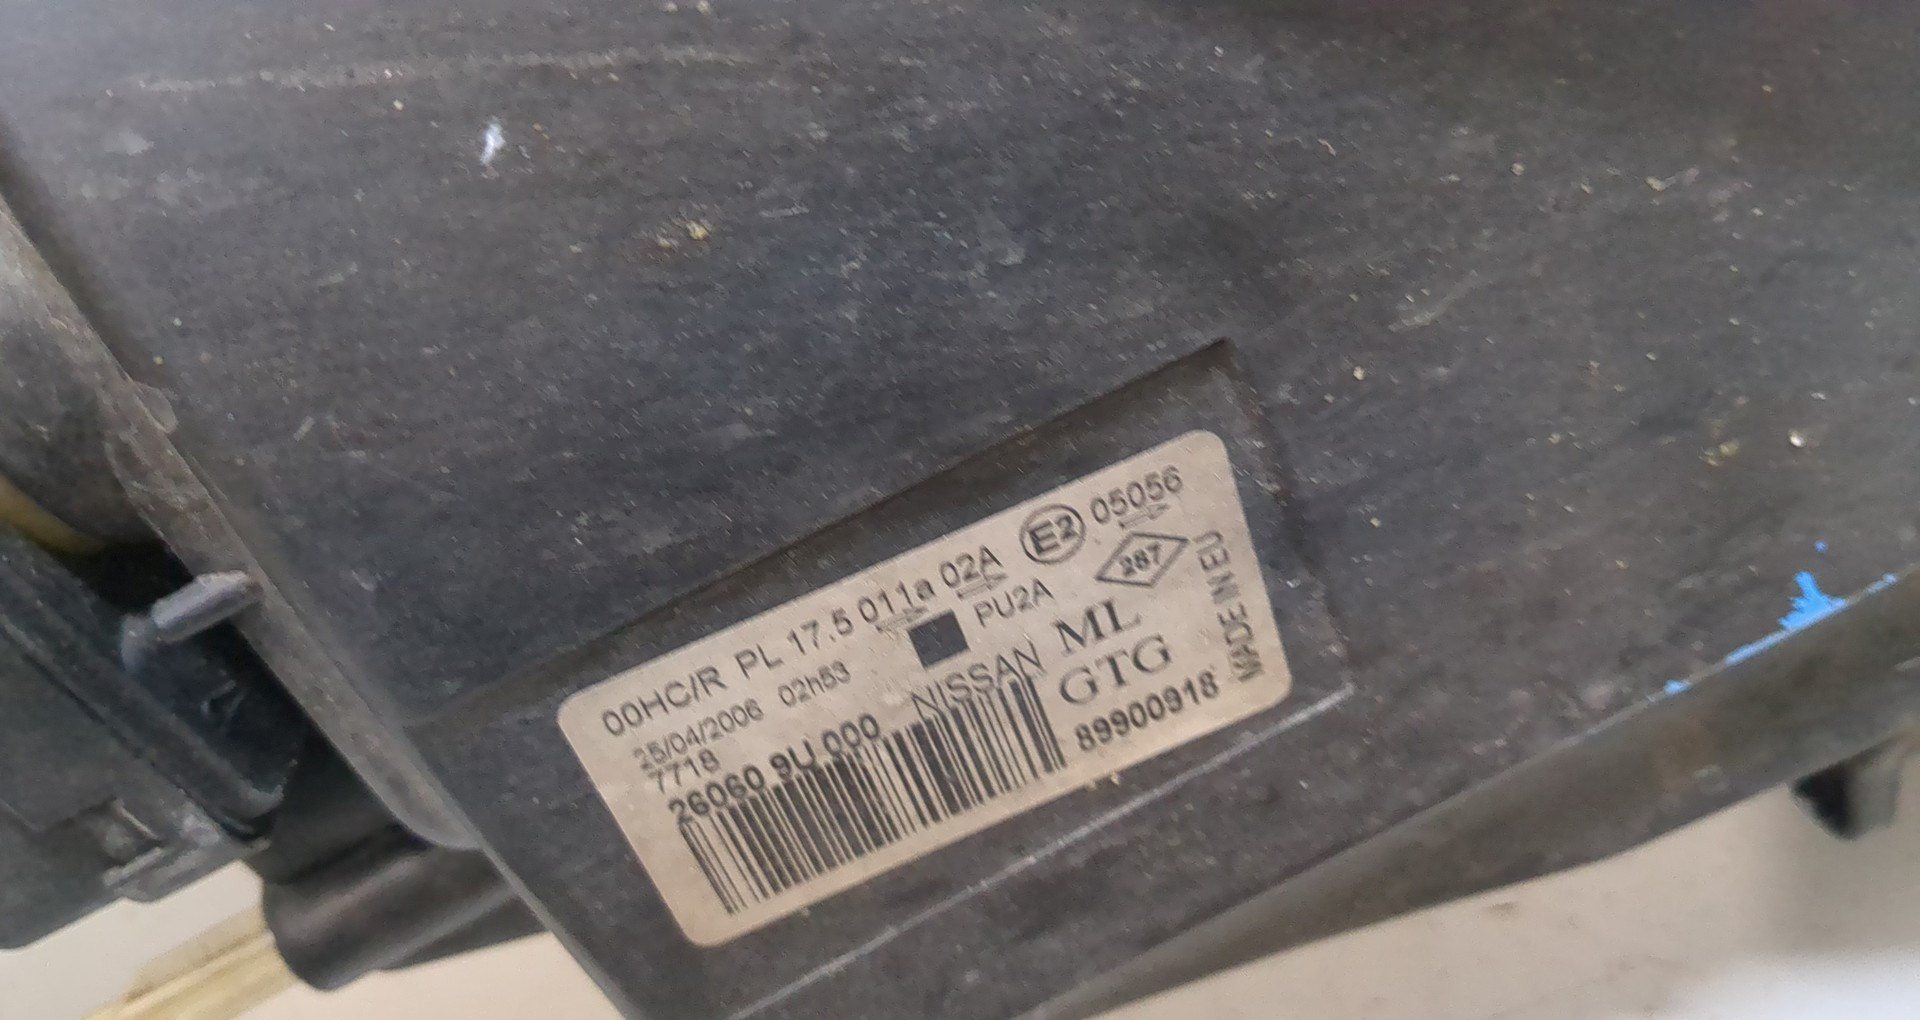 00HC/R PL 17.5 011a 02A E2 05056
25/04/2006 02h53 PU2A 287
7718 NISSAN ML
26060 9U 000 GTG
89900918
MADE IN EU